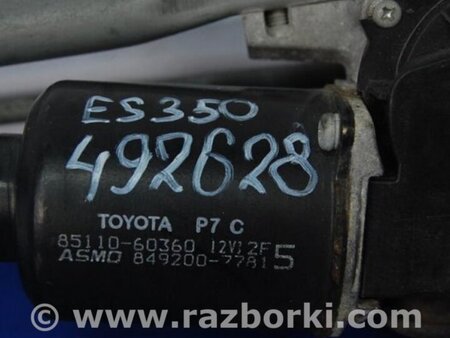 ES350
492628
TOYOTA P7 C
85110-60360 12V 2F
ASMO 849200-7781 5
www.razborki.com